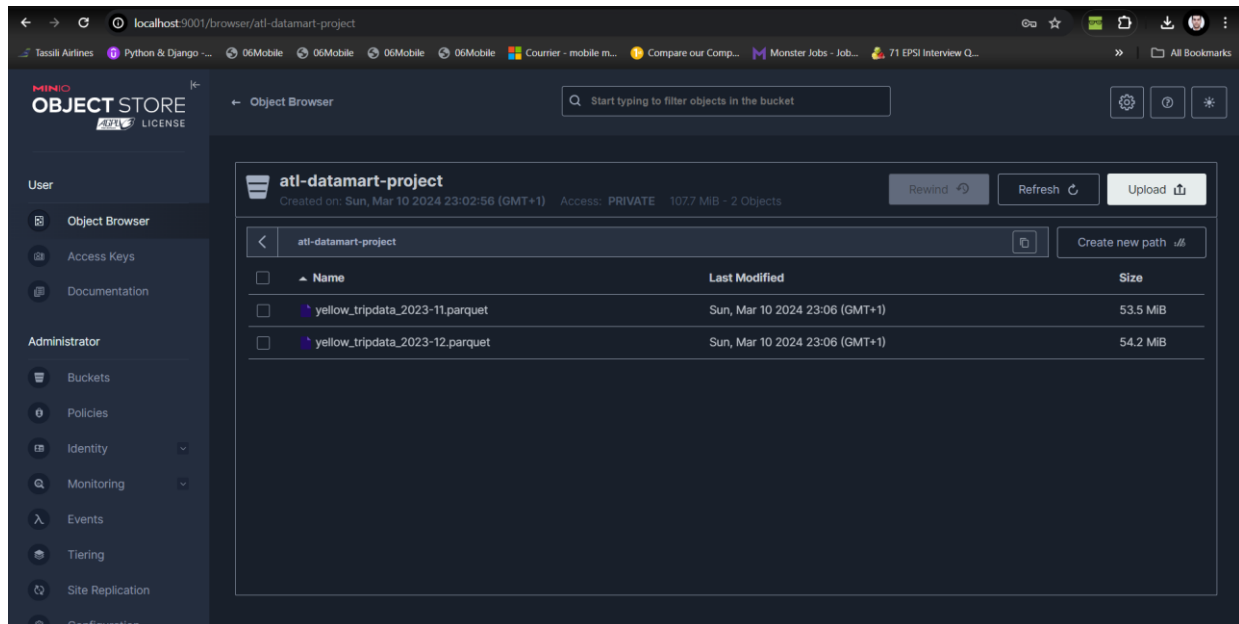 localhost:9001/browser/atl-datamart-project
Tassili Airlines Python & Django -... 06Mobile 06Mobile 06Mobile 06Mobile Courrier - mobile m... Compare our Comp... Monster Jobs - Job... 71 EPSI Interview Q... » All Bookmarks
MINIO
OBJECT STORE
AGPLv3 LICENSE
← Object Browser
Start typing to filter objects in the bucket
User
Object Browser
Access Keys
Documentation
Administrator
Buckets
Policies
Identity
Monitoring
Events
Tiering
Site Replication
Configuration
atl-datamart-project
Created on: Sun, Mar 10 2024 23:02:56 (GMT+1) Access: PRIVATE 107.7 MiB - 2 Objects
Rewind
Refresh
Upload
atl-datamart-project
Create new path
Name Last Modified Size
yellow_tripdata_2023-11.parquet Sun, Mar 10 2024 23:06 (GMT+1) 53.5 MiB
yellow_tripdata_2023-12.parquet Sun, Mar 10 2024 23:06 (GMT+1) 54.2 MiB